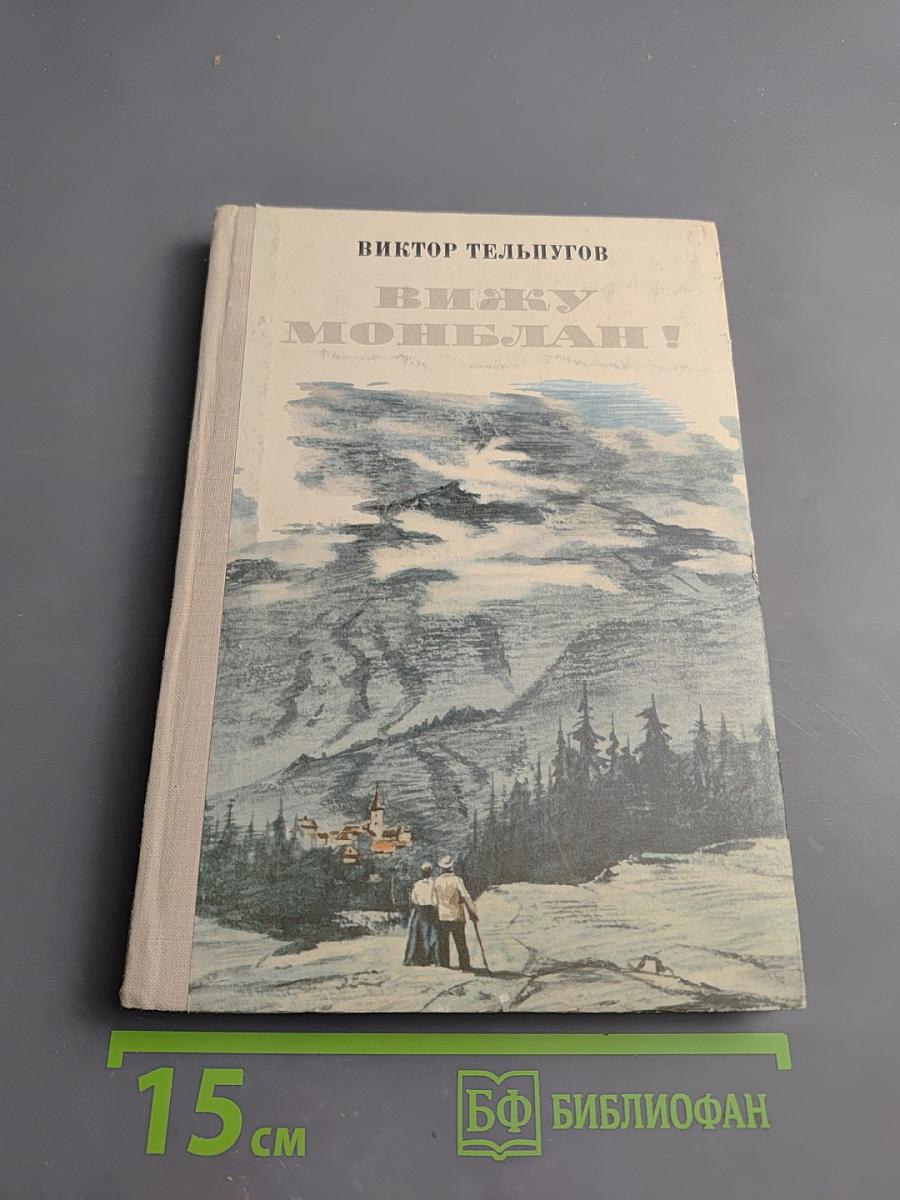 ВИКТОР ТЕЛЬПУГОВ
ВИЖУ
МОНБЛАН!
15 см
БФ БИБЛИОФАН